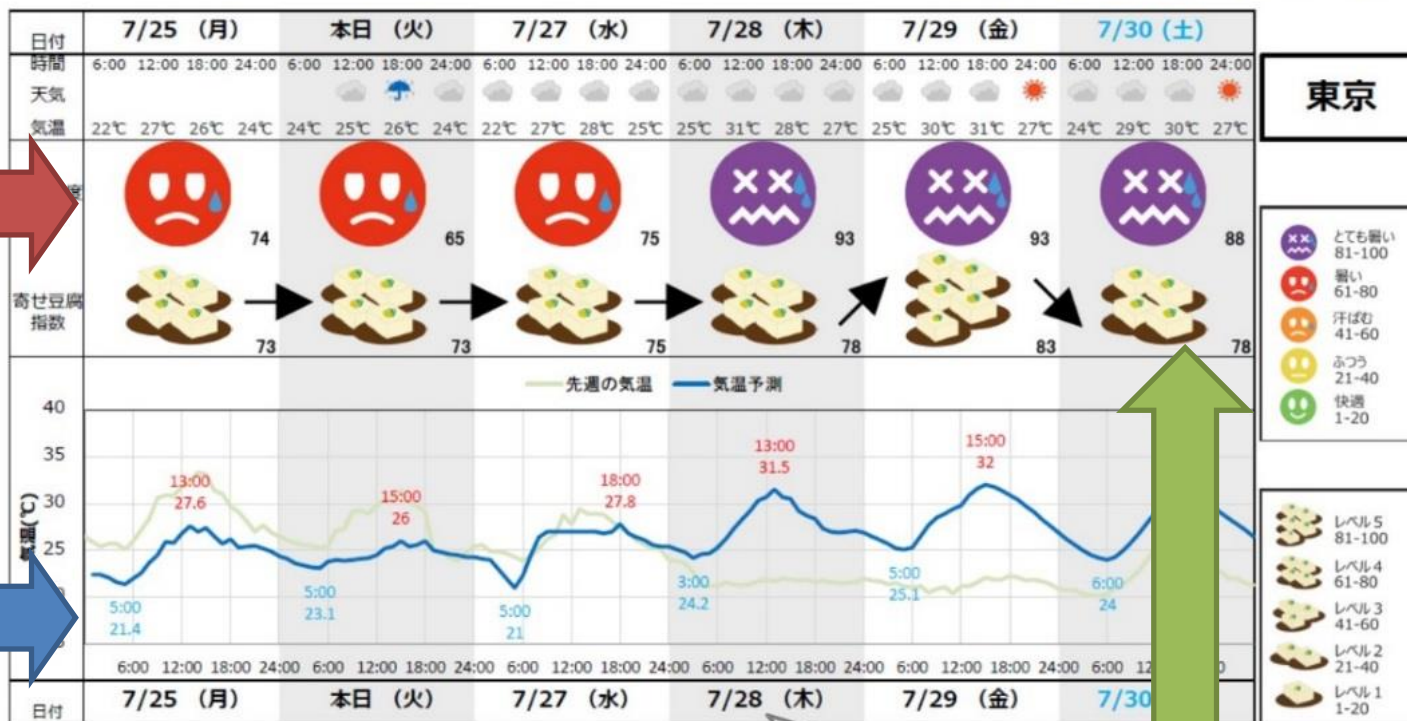 日付 7/25 (月) 本日 (火) 7/27 (水) 7/28 (木) 7/29 (金) 7/30 (土)
時間 6:00 12:00 18:00 24:00 6:00 12:00 18:00 24:00 6:00 12:00 18:00 24:00 6:00 12:00 18:00 24:00 6:00 12:00 18:00 24:00 6:00 12:00 18:00 24:00
天気
気温 22℃ 27℃ 26℃ 24℃ 24℃ 25℃ 26℃ 24℃ 22℃ 27℃ 28℃ 25℃ 25℃ 31℃ 28℃ 27℃ 25℃ 30℃ 31℃ 27℃ 24℃ 29℃ 30℃ 27℃
東京
74 65 75 93 93 88
寄せ豆腐
指数
73 73 75 78 83 78
とても暑い
81-100
暑い
61-80
汗ばむ
41-60
ふつう
21-40
快適
1-20
先週の気温 気温予測
気温(℃)
40
35
30
25
13:00
27.6
15:00
26
18:00
27.8
13:00
31.5
15:00
32
5:00
21.4
5:00
23.1
5:00
21
3:00
24.2
5:00
25.1
6:00
24
6:00 12:00 18:00 24:00 6:00 12:00 18:00 24:00 6:00 12:00 18:00 24:00 6:00 12:00 18:00 24:00 6:00 12:00 18:00 24:00 6:00
日付 7/25 (月) 本日 (火) 7/27 (水) 7/28 (木) 7/29 (金) 7/30
レベル5
81-100
レベル4
61-80
レベル3
41-60
レベル2
21-40
レベル1
1-20